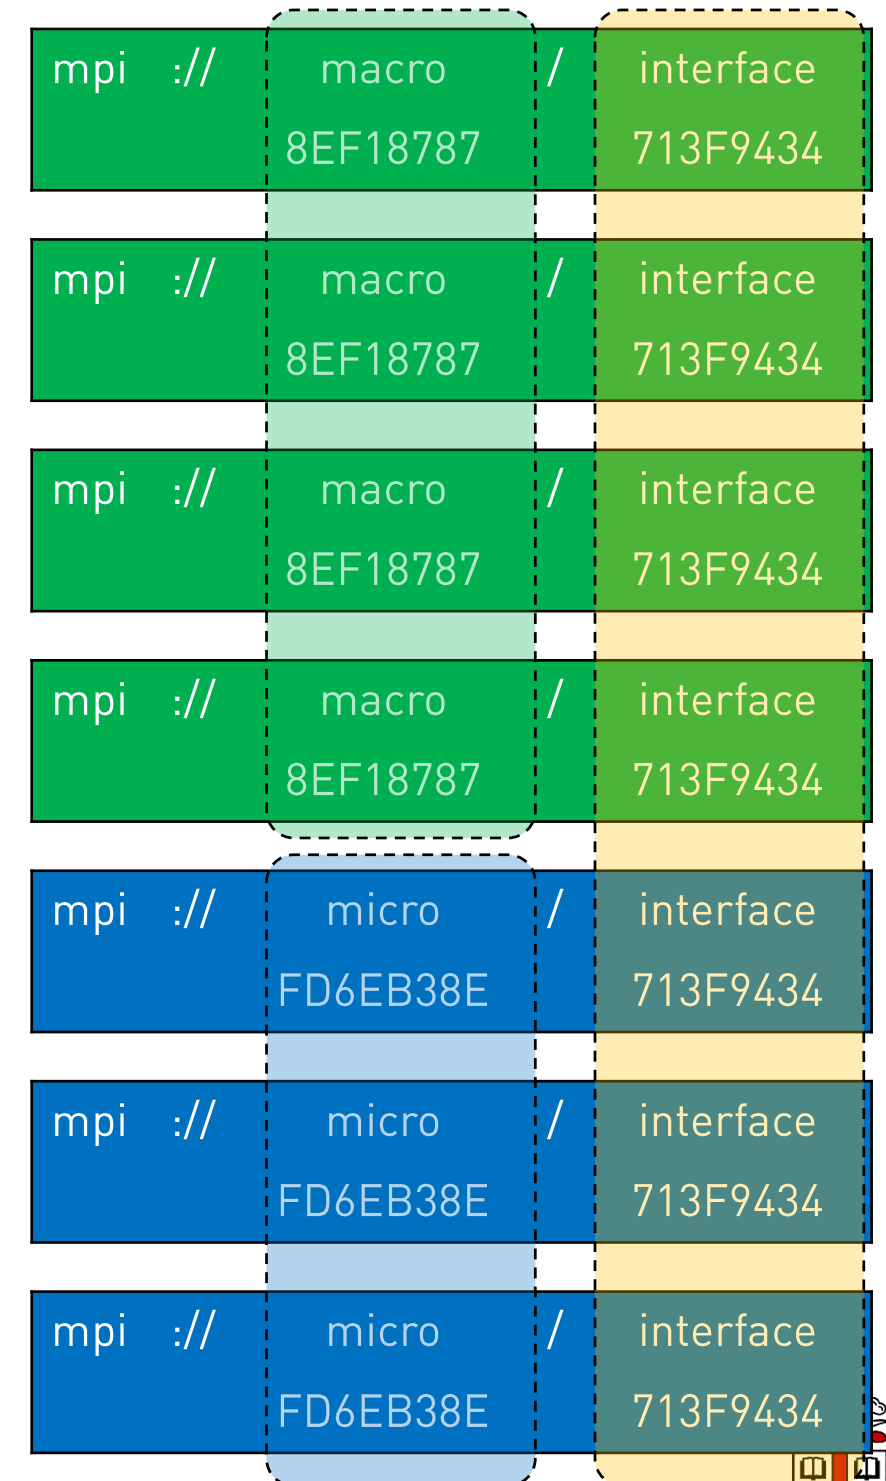 mpi :// macro / interface
8EF18787 713F9434
mpi :// macro / interface
8EF18787 713F9434
mpi :// macro / interface
8EF18787 713F9434
mpi :// macro / interface
8EF18787 713F9434
mpi :// micro / interface
FD6EB38E 713F9434
mpi :// micro / interface
FD6EB38E 713F9434
mpi :// micro / interface
FD6EB38E 713F9434